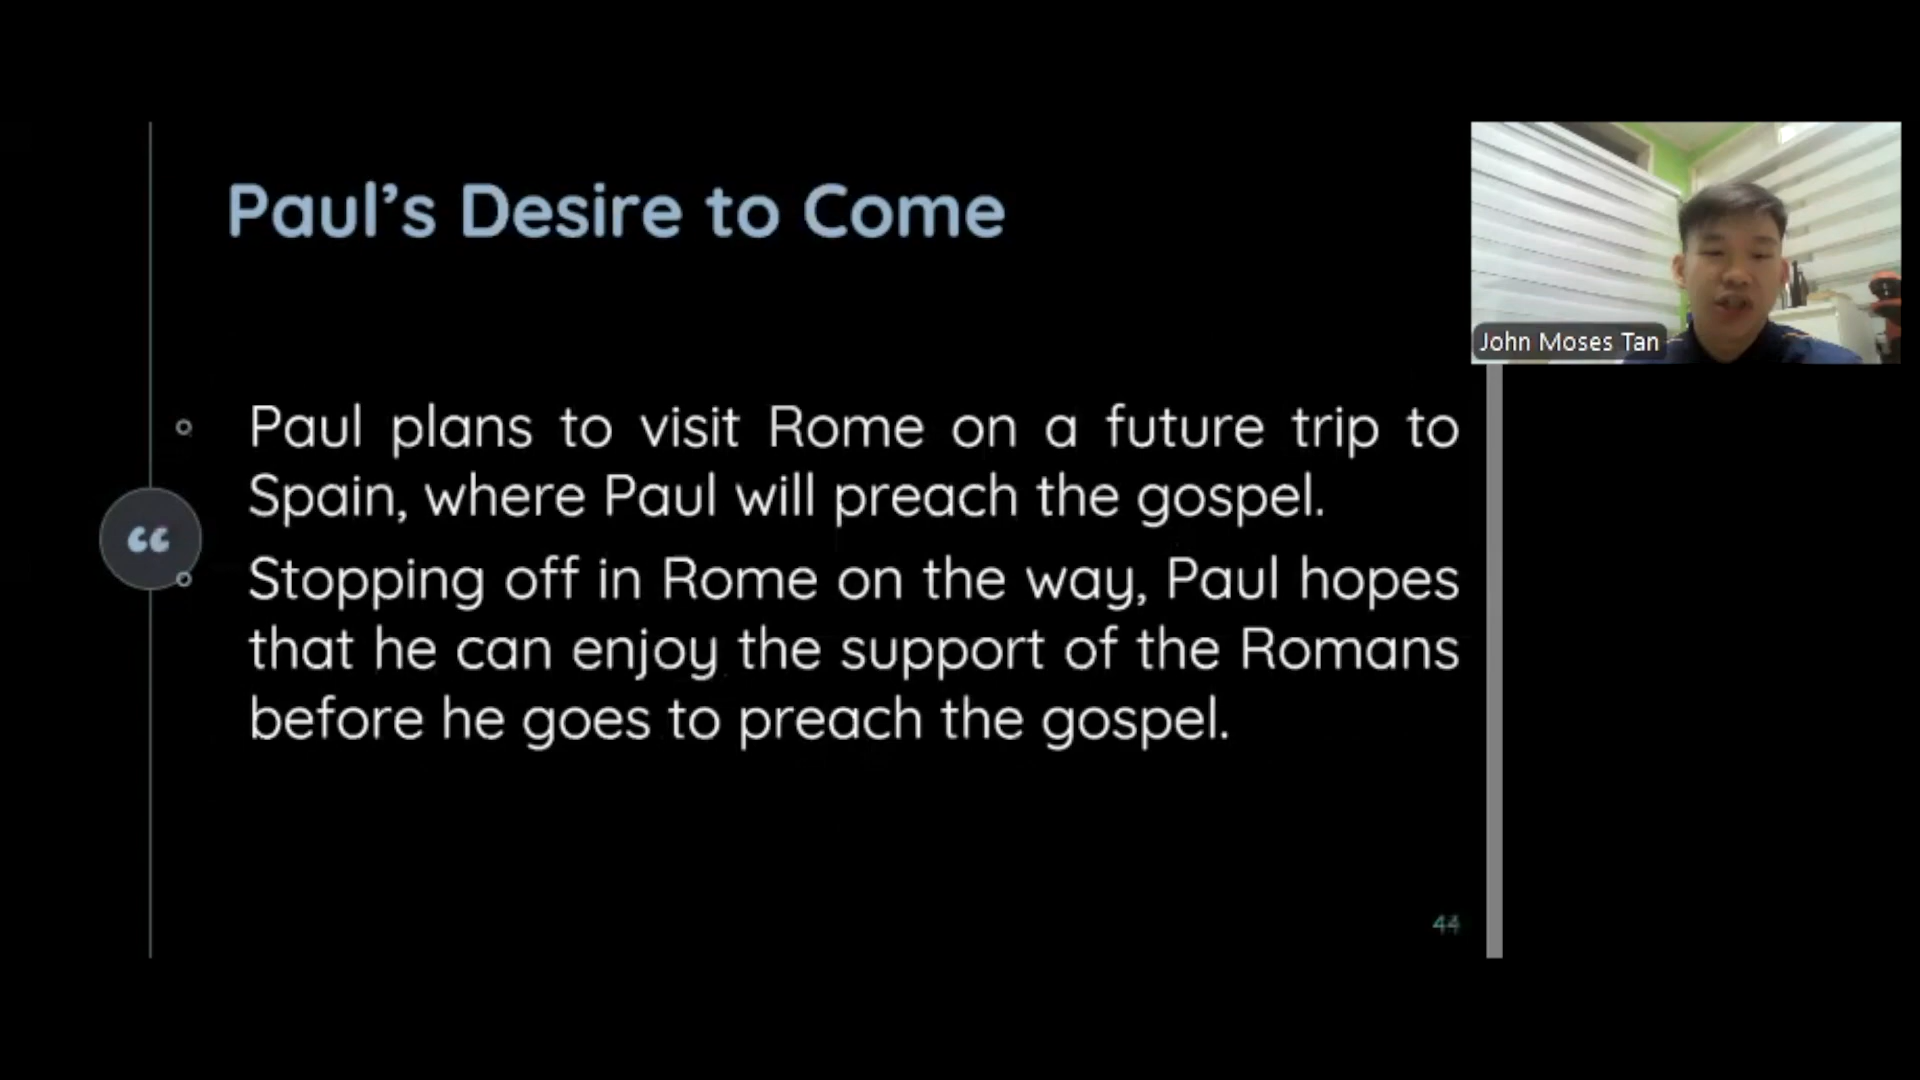 Paul’s Desire to Come
John Moses Tan
Paul plans to visit Rome on a future trip to
Spain, where Paul will preach the gospel.
“
Stopping off in Rome on the way, Paul hopes
that he can enjoy the support of the Romans
before he goes to preach the gospel.
44